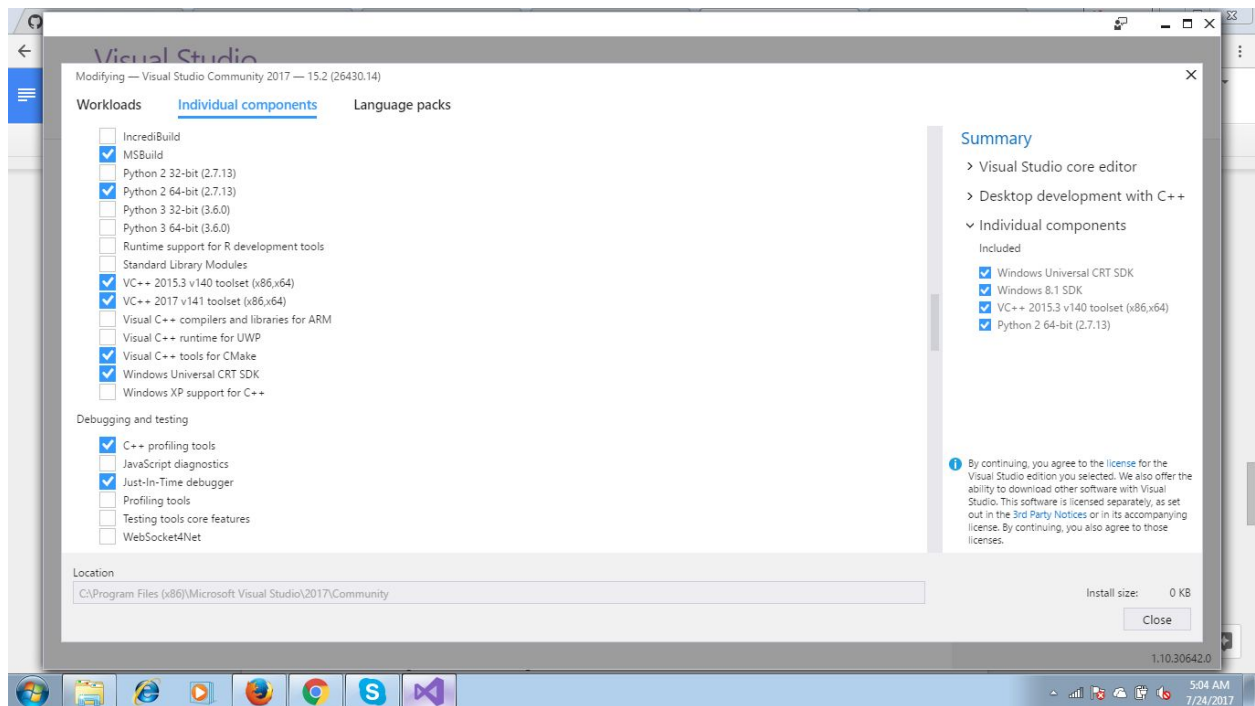 Visual Studio
Modifying — Visual Studio Community 2017 — 15.2 (26430.14)
Workloads Individual components Language packs
IncrediBuild
MSBuild
Python 2 32-bit (2.7.13)
Python 2 64-bit (2.7.13)
Python 3 32-bit (3.6.0)
Python 3 64-bit (3.6.0)
Runtime support for R development tools
Standard Library Modules
VC++ 2015.3 v140 toolset (x86,x64)
VC++ 2017 v141 toolset (x86,x64)
Visual C++ compilers and libraries for ARM
Visual C++ runtime for UWP
Visual C++ tools for CMake
Windows Universal CRT SDK
Windows XP support for C++
Debugging and testing
C++ profiling tools
JavaScript diagnostics
Just-In-Time debugger
Profiling tools
Testing tools core features
WebSocket4Net
Summary
Visual Studio core editor
Desktop development with C++
Individual components
Included
Windows Universal CRT SDK
Windows 8.1 SDK
VC++ 2015.3 v140 toolset (x86,x64)
Python 2 64-bit (2.7.13)
By continuing, you agree to the license for the
Visual Studio edition you selected. We also offer the
ability to download other software with Visual
Studio. This software is licensed separately, as set
out in the 3rd Party Notices or in its accompanying
license. By continuing, you also agree to those
licenses.
Location
C:\Program Files (x86)\Microsoft Visual Studio\2017\Community
Install size: 0 KB
Close
1.10.30642.0
5:04 AM
7/24/2017